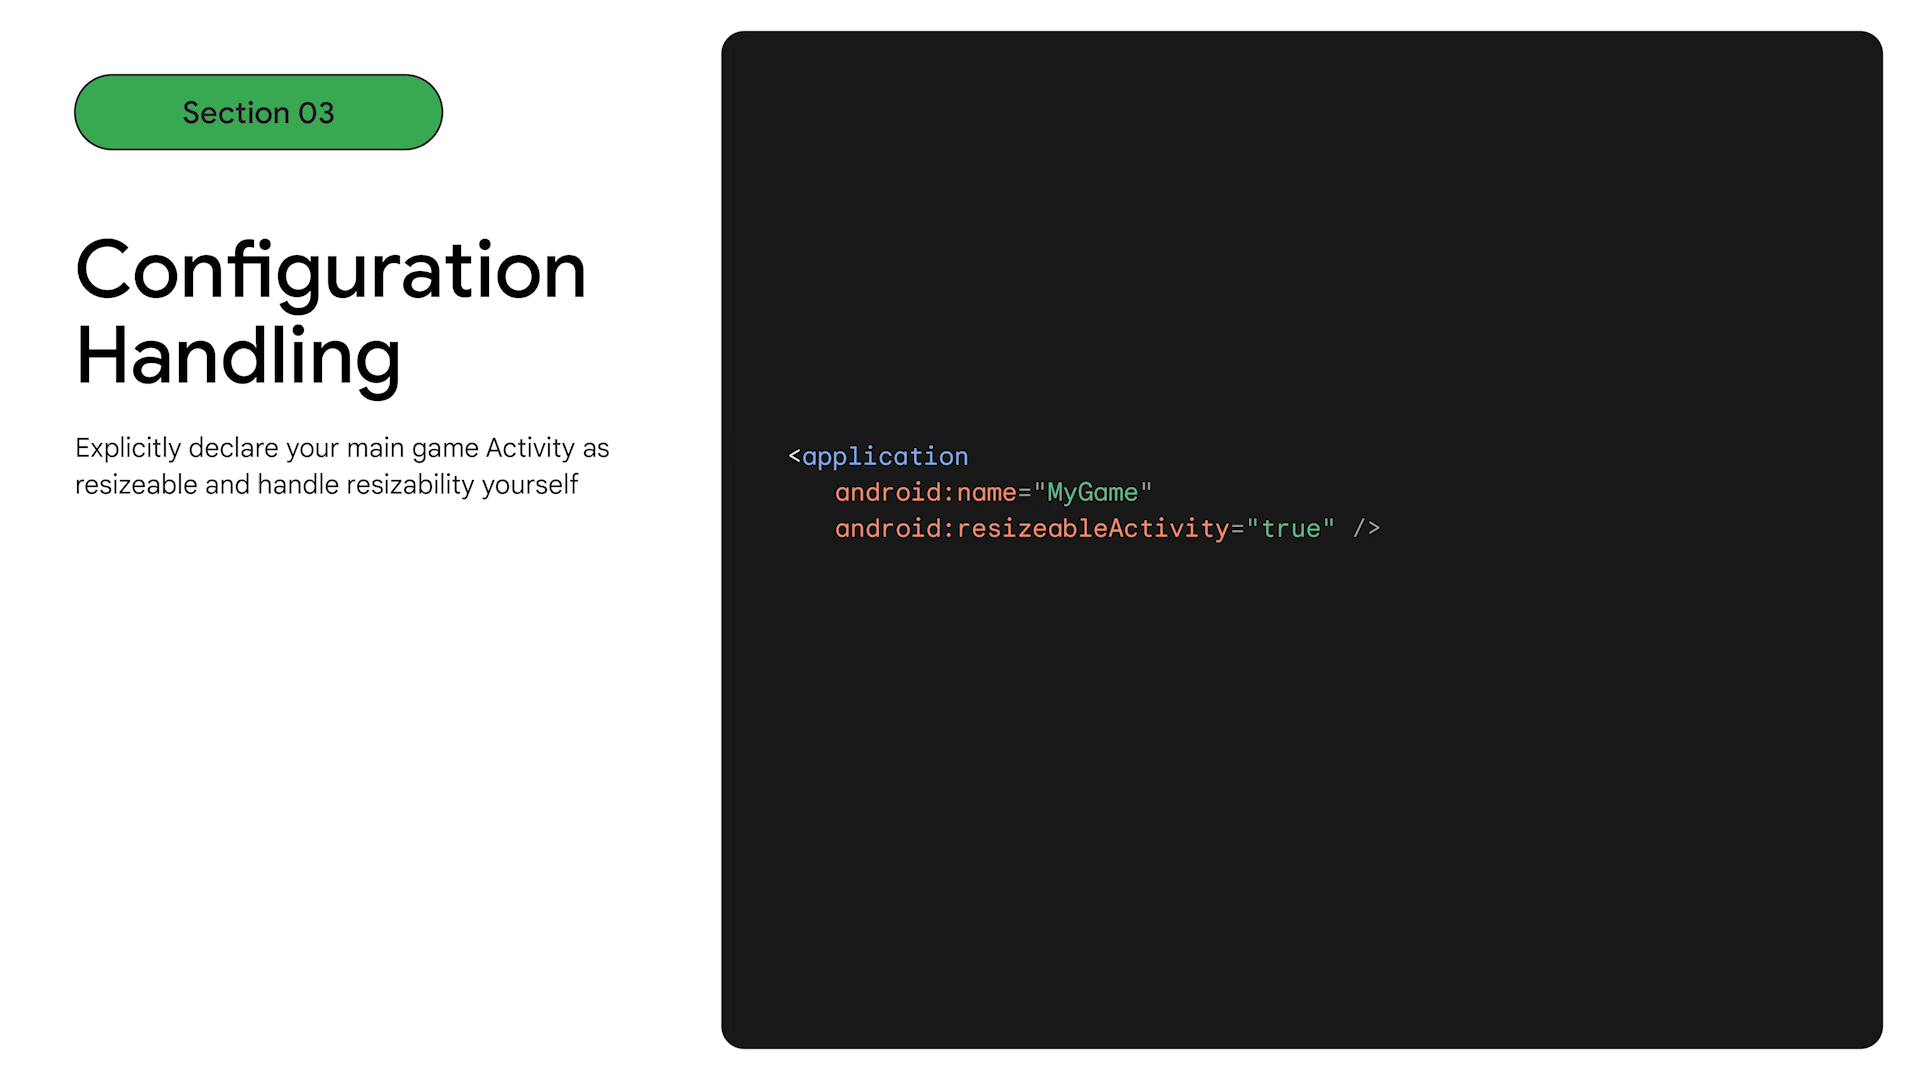 Section 03
Configuration
Handling
Explicitly declare your main game Activity as
resizeable and handle resizability yourself
<application
android:name="MyGame"
android:resizeableActivity="true" />